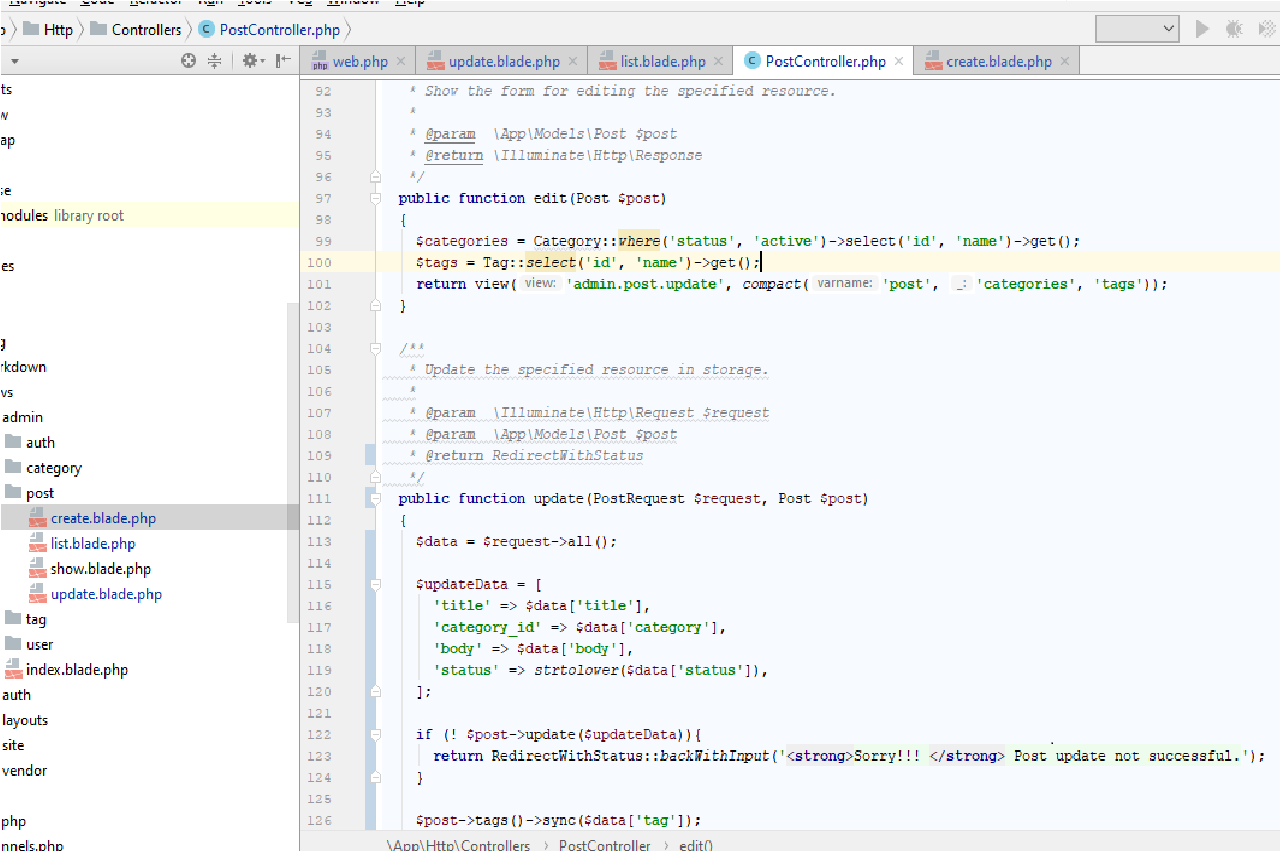 Navigate Code Refactor Run Tools VCS Window Help
Http Controllers PostController.php
web.php update.blade.php list.blade.php PostController.php create.blade.php
ts
w
ap
se
nodules library root
es
g
rkdown
vs
admin
auth
category
post
create.blade.php
list.blade.php
show.blade.php
update.blade.php
tag
user
index.blade.php
auth
layouts
site
vendor
php
nnels.php
92 * Show the form for editing the specified resource.
93 *
94 * @param \App\Models\Post $post
95 * @return \Illuminate\Http\Response
96 */
97 public function edit(Post $post)
98 {
99 $categories = Category::where('status', 'active')->select('id', 'name')->get();
100 $tags = Tag::select('id', 'name')->get();
101 return view( view: 'admin.post.update', compact( varname: 'post', _: 'categories', 'tags'));
102 }
103
104 /**
105 * Update the specified resource in storage.
106 *
107 * @param \Illuminate\Http\Request $request
108 * @param \App\Models\Post $post
109 * @return RedirectWithStatus
110 */
111 public function update(PostRequest $request, Post $post)
112 {
113 $data = $request->all();
114
115 $updateData = [
116 'title' => $data['title'],
117 'category_id' => $data['category'],
118 'body' => $data['body'],
119 'status' => strtolower($data['status']),
120 ];
121
122 if (! $post->update($updateData)){
123 return RedirectWithStatus::backWithInput('<strong>Sorry!!! </strong> Post update not successful.');
124 }
125
126 $post->tags()->sync($data['tag']);
\App\Http\Controllers PostController edit()